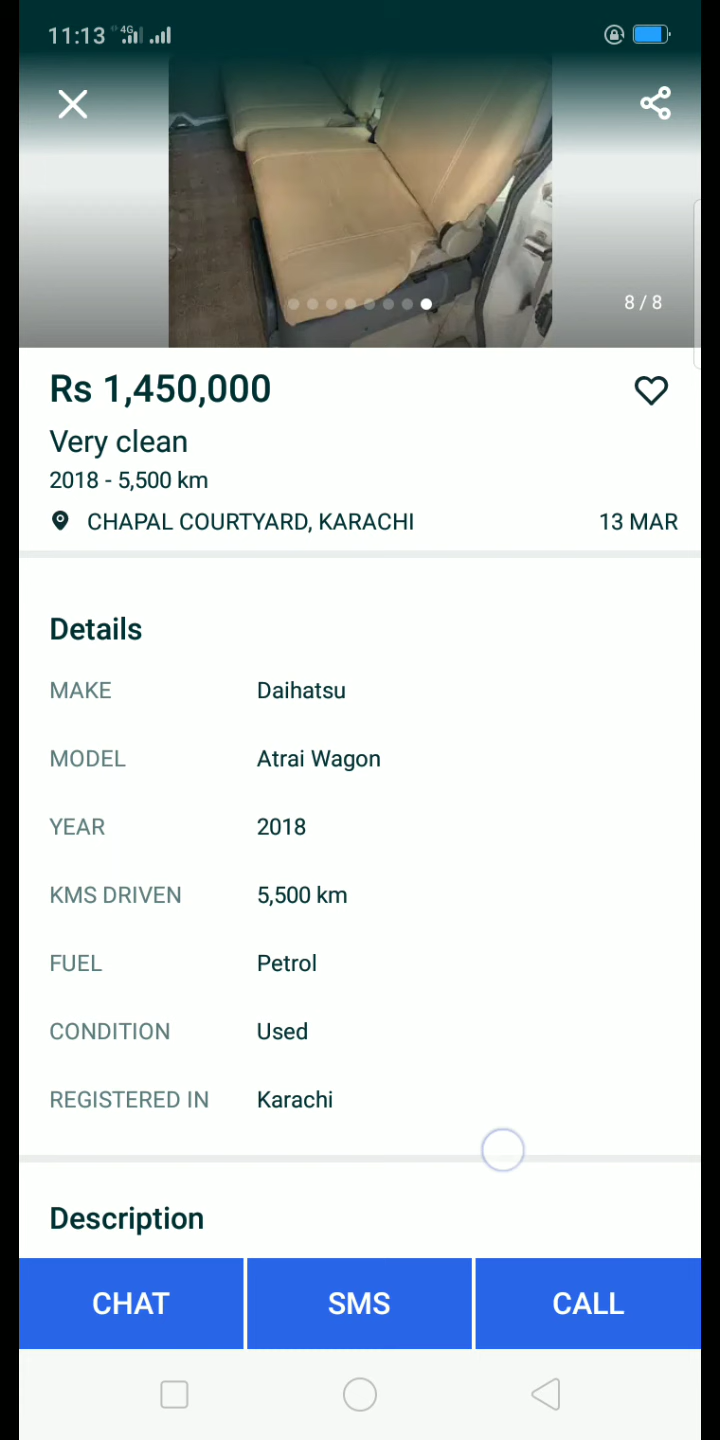 11:13 4G
8 / 8
Rs 1,450,000
Very clean
2018 - 5,500 km
CHAPAL COURTYARD, KARACHI 13 MAR
Details
MAKE Daihatsu
MODEL Atrai Wagon
YEAR 2018
KMS DRIVEN 5,500 km
FUEL Petrol
CONDITION Used
REGISTERED IN Karachi
Description
CHAT SMS CALL